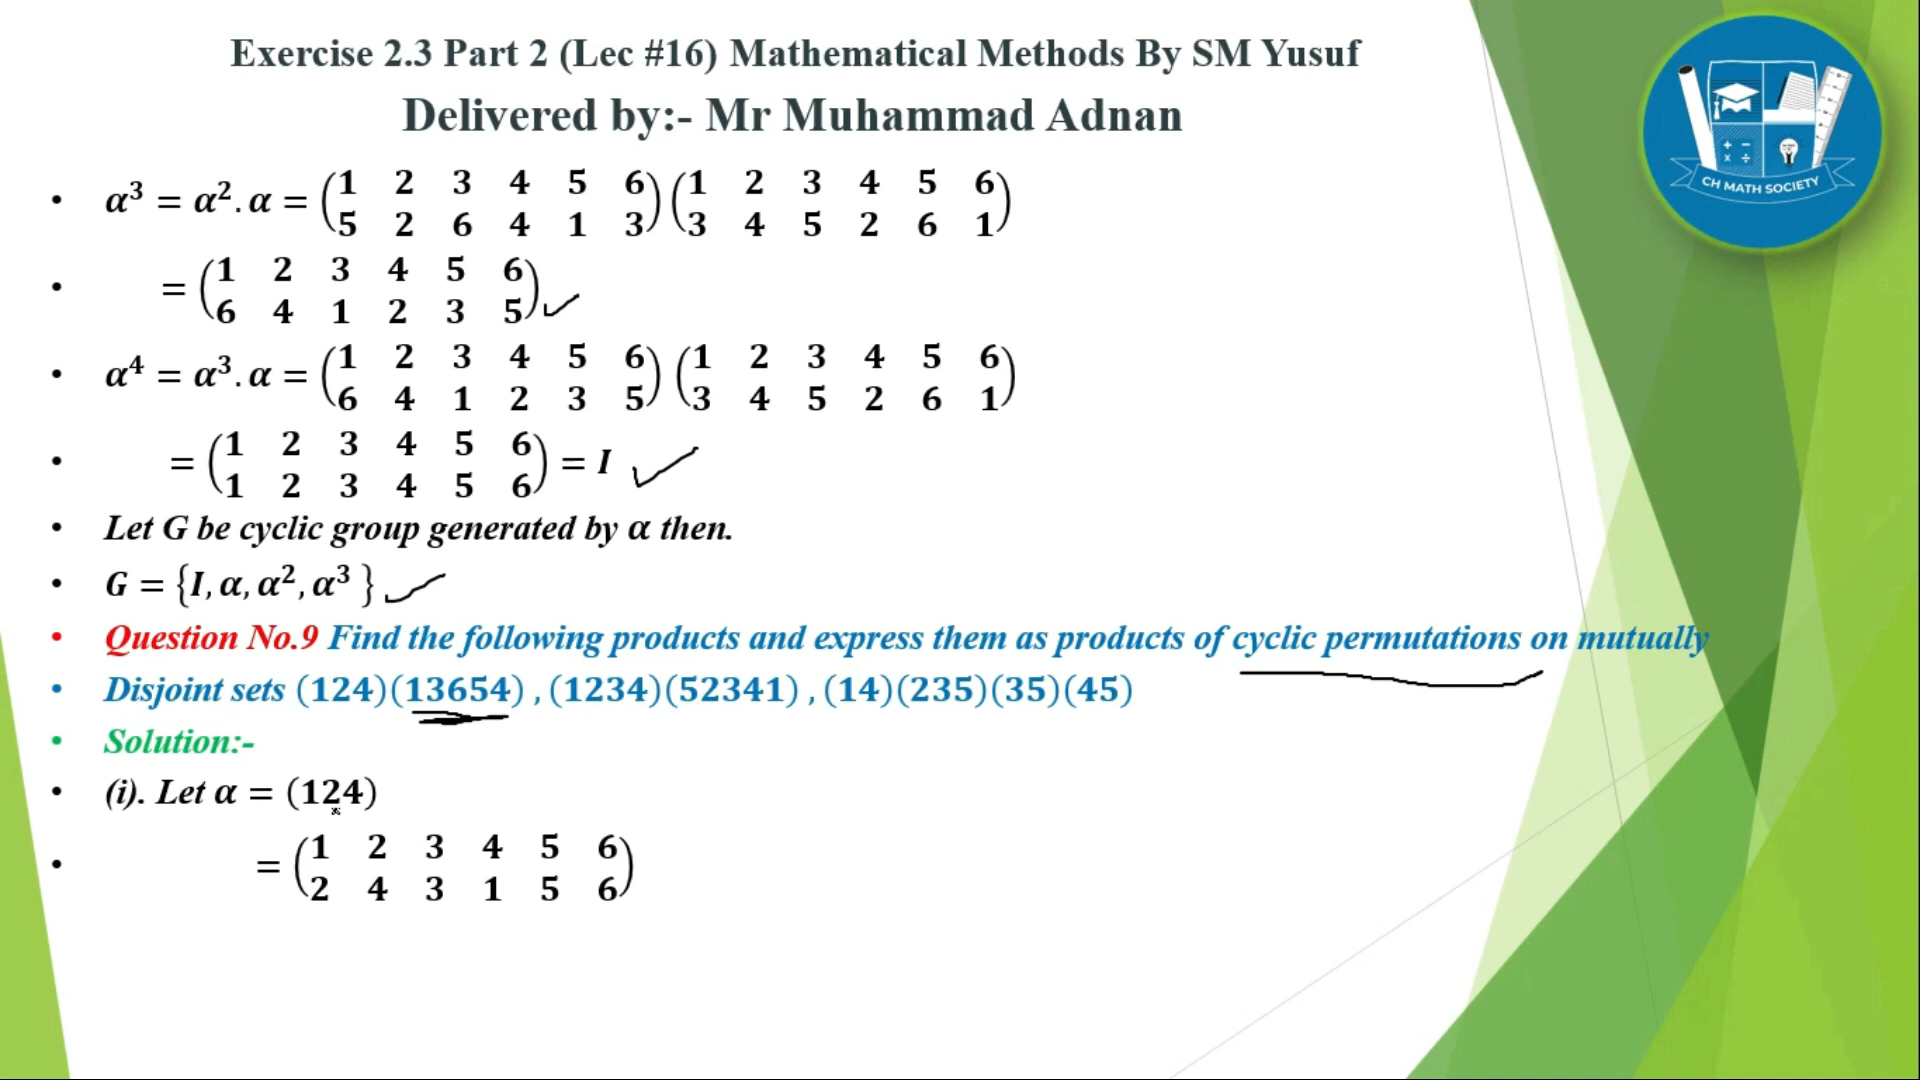 Exercise 2.3 Part 2 (Lec #16) Mathematical Methods By SM Yusuf
Delivered by:- Mr Muhammad Adnan
CH MATH SOCIETY
• α³ = α². α = (1 2 3 4 5 6) (1 2 3 4 5 6)
(5 2 6 4 1 3) (3 4 5 2 6 1)
• = (1 2 3 4 5 6)
(6 4 1 2 3 5)
• α⁴ = α³. α = (1 2 3 4 5 6) (1 2 3 4 5 6)
(6 4 1 2 3 5) (3 4 5 2 6 1)
• = (1 2 3 4 5 6) = I
(1 2 3 4 5 6)
• Let G be cyclic group generated by α then.
• G = {I, α, α², α³ }
• Question No.9 Find the following products and express them as products of cyclic permutations on mutually
• Disjoint sets (124)(13654) , (1234)(52341) , (14)(235)(35)(45)
• Solution:-
• (i). Let α = (124)
• = (1 2 3 4 5 6)
(2 4 3 1 5 6)